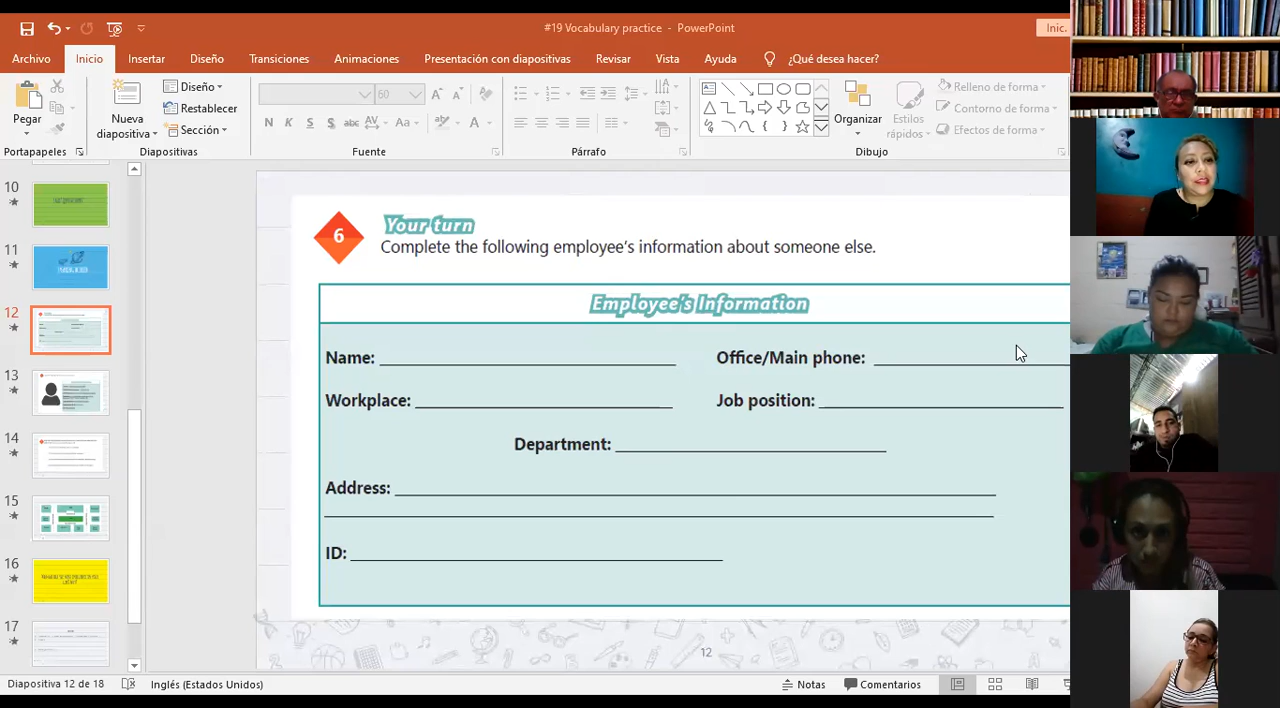 #19 Vocabulary practice - PowerPoint
Inic.
Archivo Inicio Insertar Diseño Transiciones Animaciones Presentación con diapositivas Revisar Vista Ayuda ¿Qué desea hacer?
Pegar
Portapapeles
Nueva diapositiva
Diseño
Restablecer
Sección
Diapositivas
60
N K S S abc AV Aa A
Fuente
Párrafo
Organizar
Estilos rápidos
Relleno de forma
Contorno de forma
Efectos de forma
Dibujo
10
11
12
13
14
15
16
17
6
Your turn
Complete the following employee's information about someone else.
Employee's Information
Name: Office/Main phone:
Workplace: Job position:
Department:
Address:
ID:
12
Diapositiva 12 de 18 Inglés (Estados Unidos) Notas Comentarios